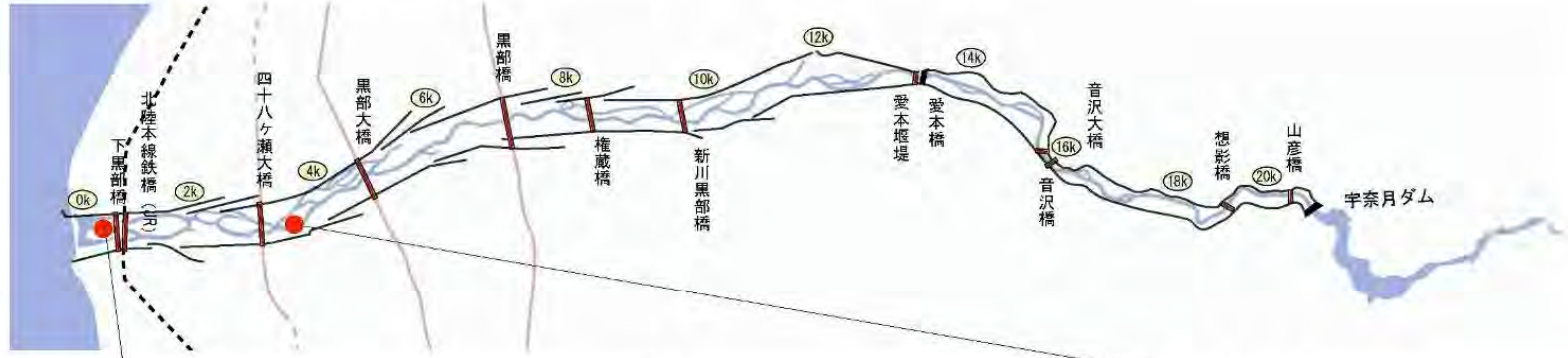 0k
下黒部橋
北陸本線鉄橋（JR）
2k
四十八ヶ瀬大橋
4k
黒部大橋
6k
黒部橋
8k
権蔵橋
10k
新川黒部橋
12k
愛本堰堤
愛本橋
14k
音沢大橋
16k
音沢橋
18k
想影橋
20k
山彦橋
宇奈月ダム